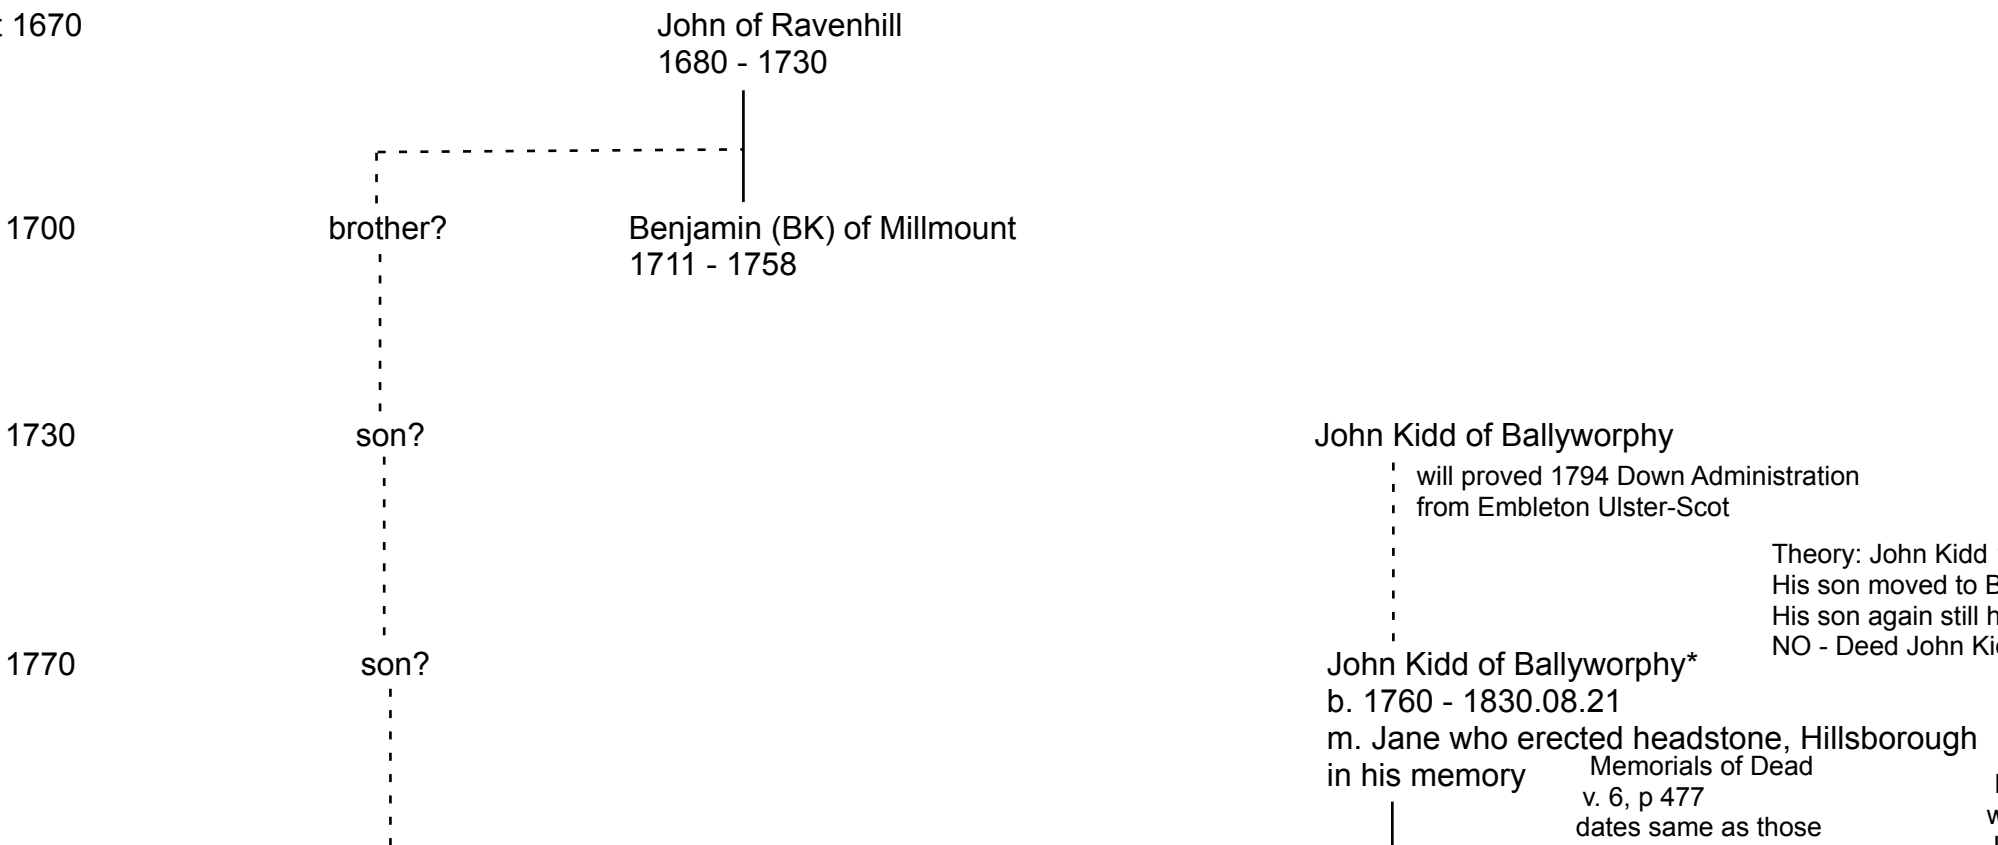 1670
John of Ravenhill
1680 - 1730
1700
brother?
Benjamin (BK) of Millmount
1711 - 1758
1730
son?
John Kidd of Ballyworphy
will proved 1794 Down Administration
from Embleton Ulster-Scot
Theory: John Kidd
His son moved to
His son again still
NO - Deed John
1770
son?
John Kidd of Ballyworphy*
b. 1760 - 1830.08.21
m. Jane who erected headstone, Hillsborough
in his memory
Memorials of Dead
v. 6, p 477
dates same as those